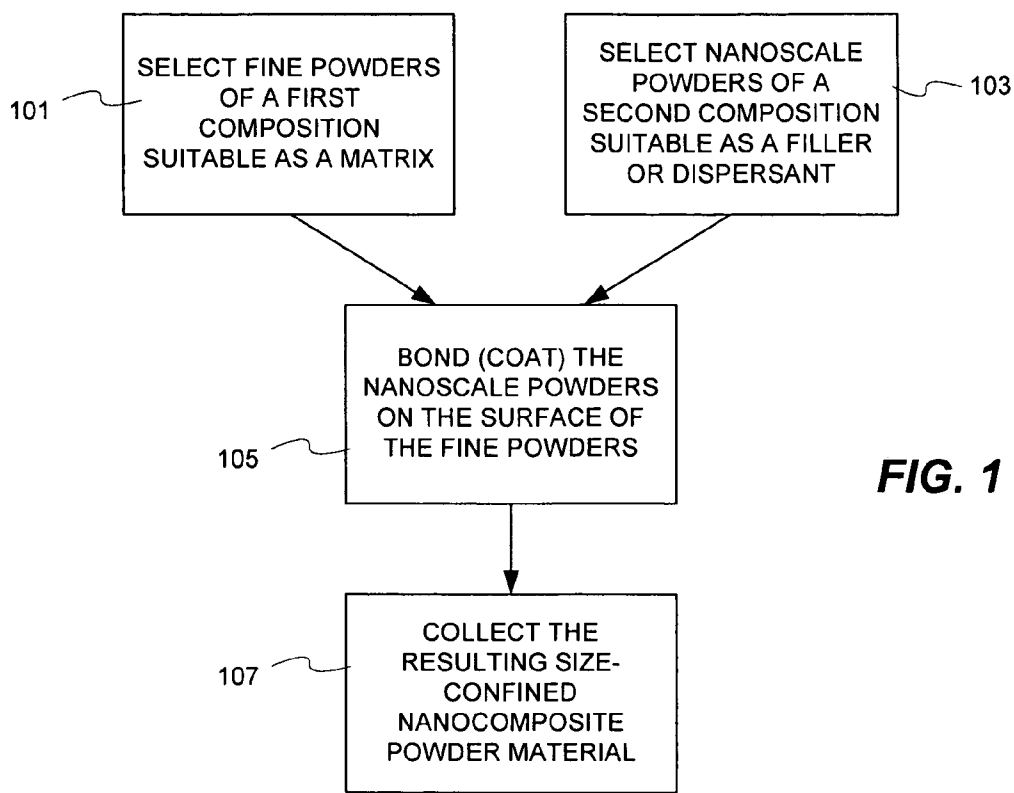 SELECT FINE POWDERS
OF A FIRST
COMPOSITION
SUITABLE AS A MATRIX
101
SELECT NANOSCALE
POWDERS OF A
SECOND COMPOSITION
SUITABLE AS A FILLER
OR DISPERSANT
103
BOND (COAT) THE
NANOSCALE POWDERS
ON THE SURFACE OF
THE FINE POWDERS
105
FIG. 1
COLLECT THE
RESULTING SIZE-
CONFINED
NANOCOMPOSITE
POWDER MATERIAL
107